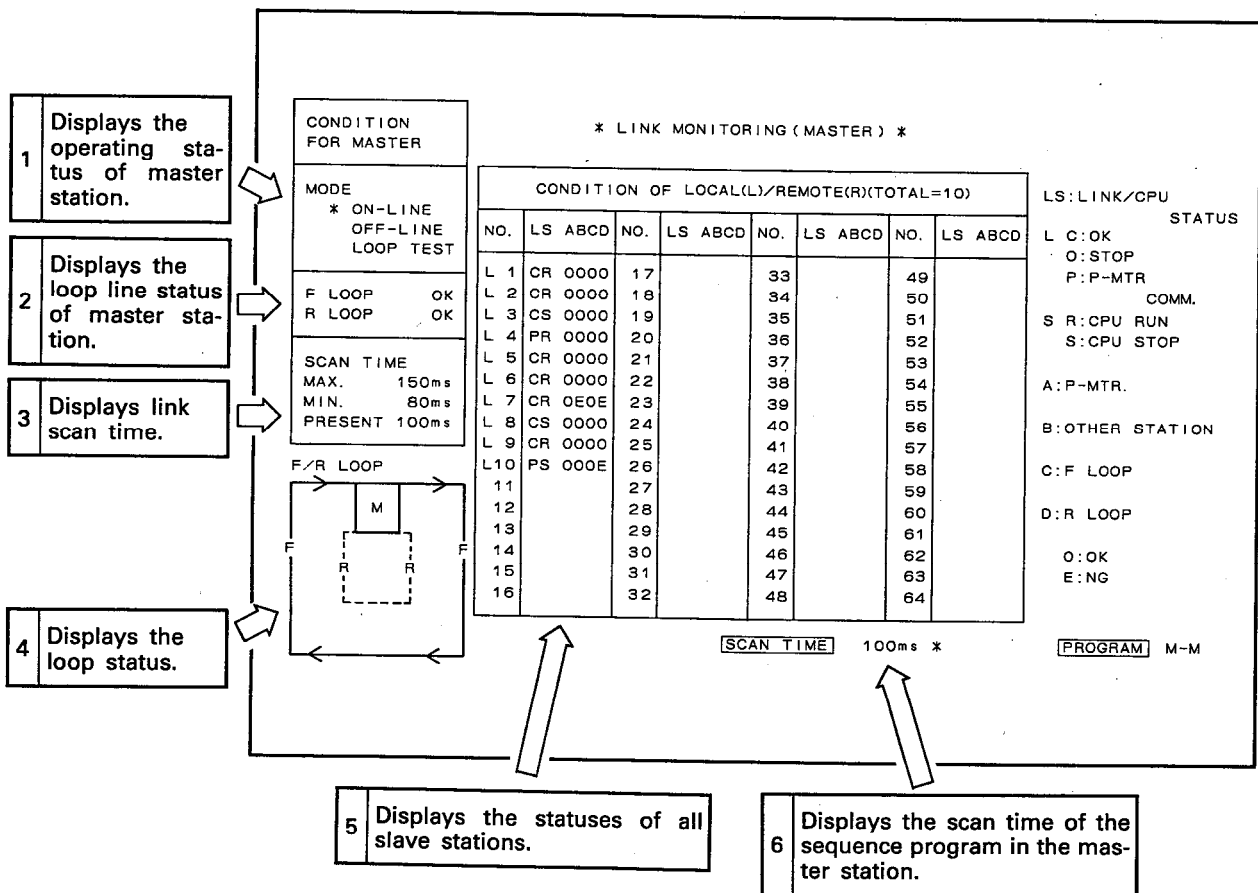 1
Displays the
operating sta-
tus of master
station.
2
Displays the
loop line status
of master sta-
tion.
3
Displays link
scan time.
4
Displays the
loop status.
CONDITION
FOR MASTER
MODE
* ON-LINE
OFF-LINE
LOOP TEST
F LOOP OK
R LOOP OK
SCAN TIME
MAX. 150ms
MIN. 80ms
PRESENT 100ms
F/R LOOP
M
F R R F
* LINK MONITORING (MASTER) *
CONDITION OF LOCAL(L)/REMOTE(R)(TOTAL=10)
NO. LS ABCD NO. LS ABCD NO. LS ABCD NO. LS ABCD
L 1 CR 0000 17 33 49
L 2 CR 0000 18 34 50
L 3 CS 0000 19 35 51
L 4 PR 0000 20 36 52
L 5 CR 0000 21 37 53
L 6 CR 0000 22 38 54
L 7 CR 0E0E 23 39 55
L 8 CS 0000 24 40 56
L 9 CR 0000 25 41 57
L10 PS 000E 26 42 58
11 27 43 59
12 28 44 60
13 29 45 61
14 30 46 62
15 31 47 63
16 32 48 64
LS:LINK/CPU
STATUS
L C:OK
O:STOP
P:P-MTR
COMM.
S R:CPU RUN
S:CPU STOP
A:P-MTR.
B:OTHER STATION
C:F LOOP
D:R LOOP
O:OK
E:NG
SCAN TIME 100ms *
PROGRAM M-M
5
Displays the statuses of all
slave stations.
6
Displays the scan time of the
sequence program in the mas-
ter station.